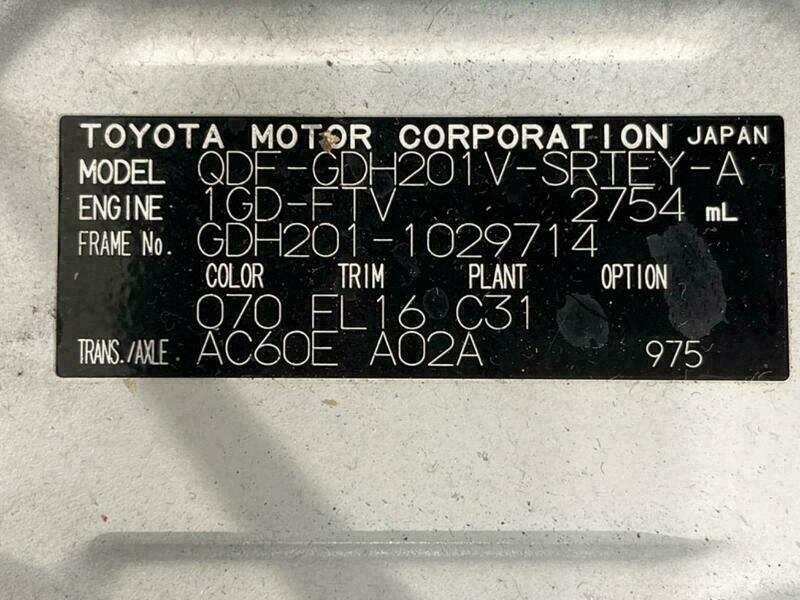 TOYOTA MOTOR CORPORATION JAPAN
MODEL QDF-GDH201V-SRTEY-A
ENGINE 1GD-FTV 2754 mL
FRAME No. GDH201-1029714
COLOR TRIM PLANT OPTION
070 FL16 C31
TRANS./AXLE AC60E A02A 975